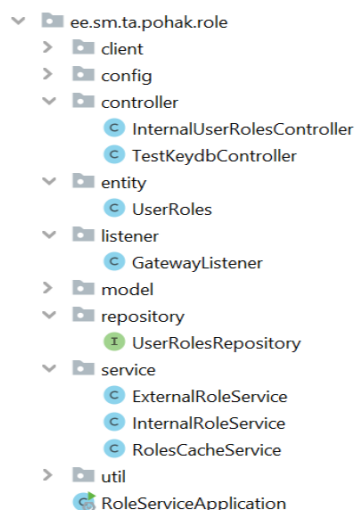 ee.sm.ta.pohak.role
client
config
controller
C InternalUserRolesController
C TestKeydbController
entity
C UserRoles
listener
C GatewayListener
model
repository
I UserRolesRepository
service
C ExternalRoleService
C InternalRoleService
C RolesCacheService
util
C RoleServiceApplication